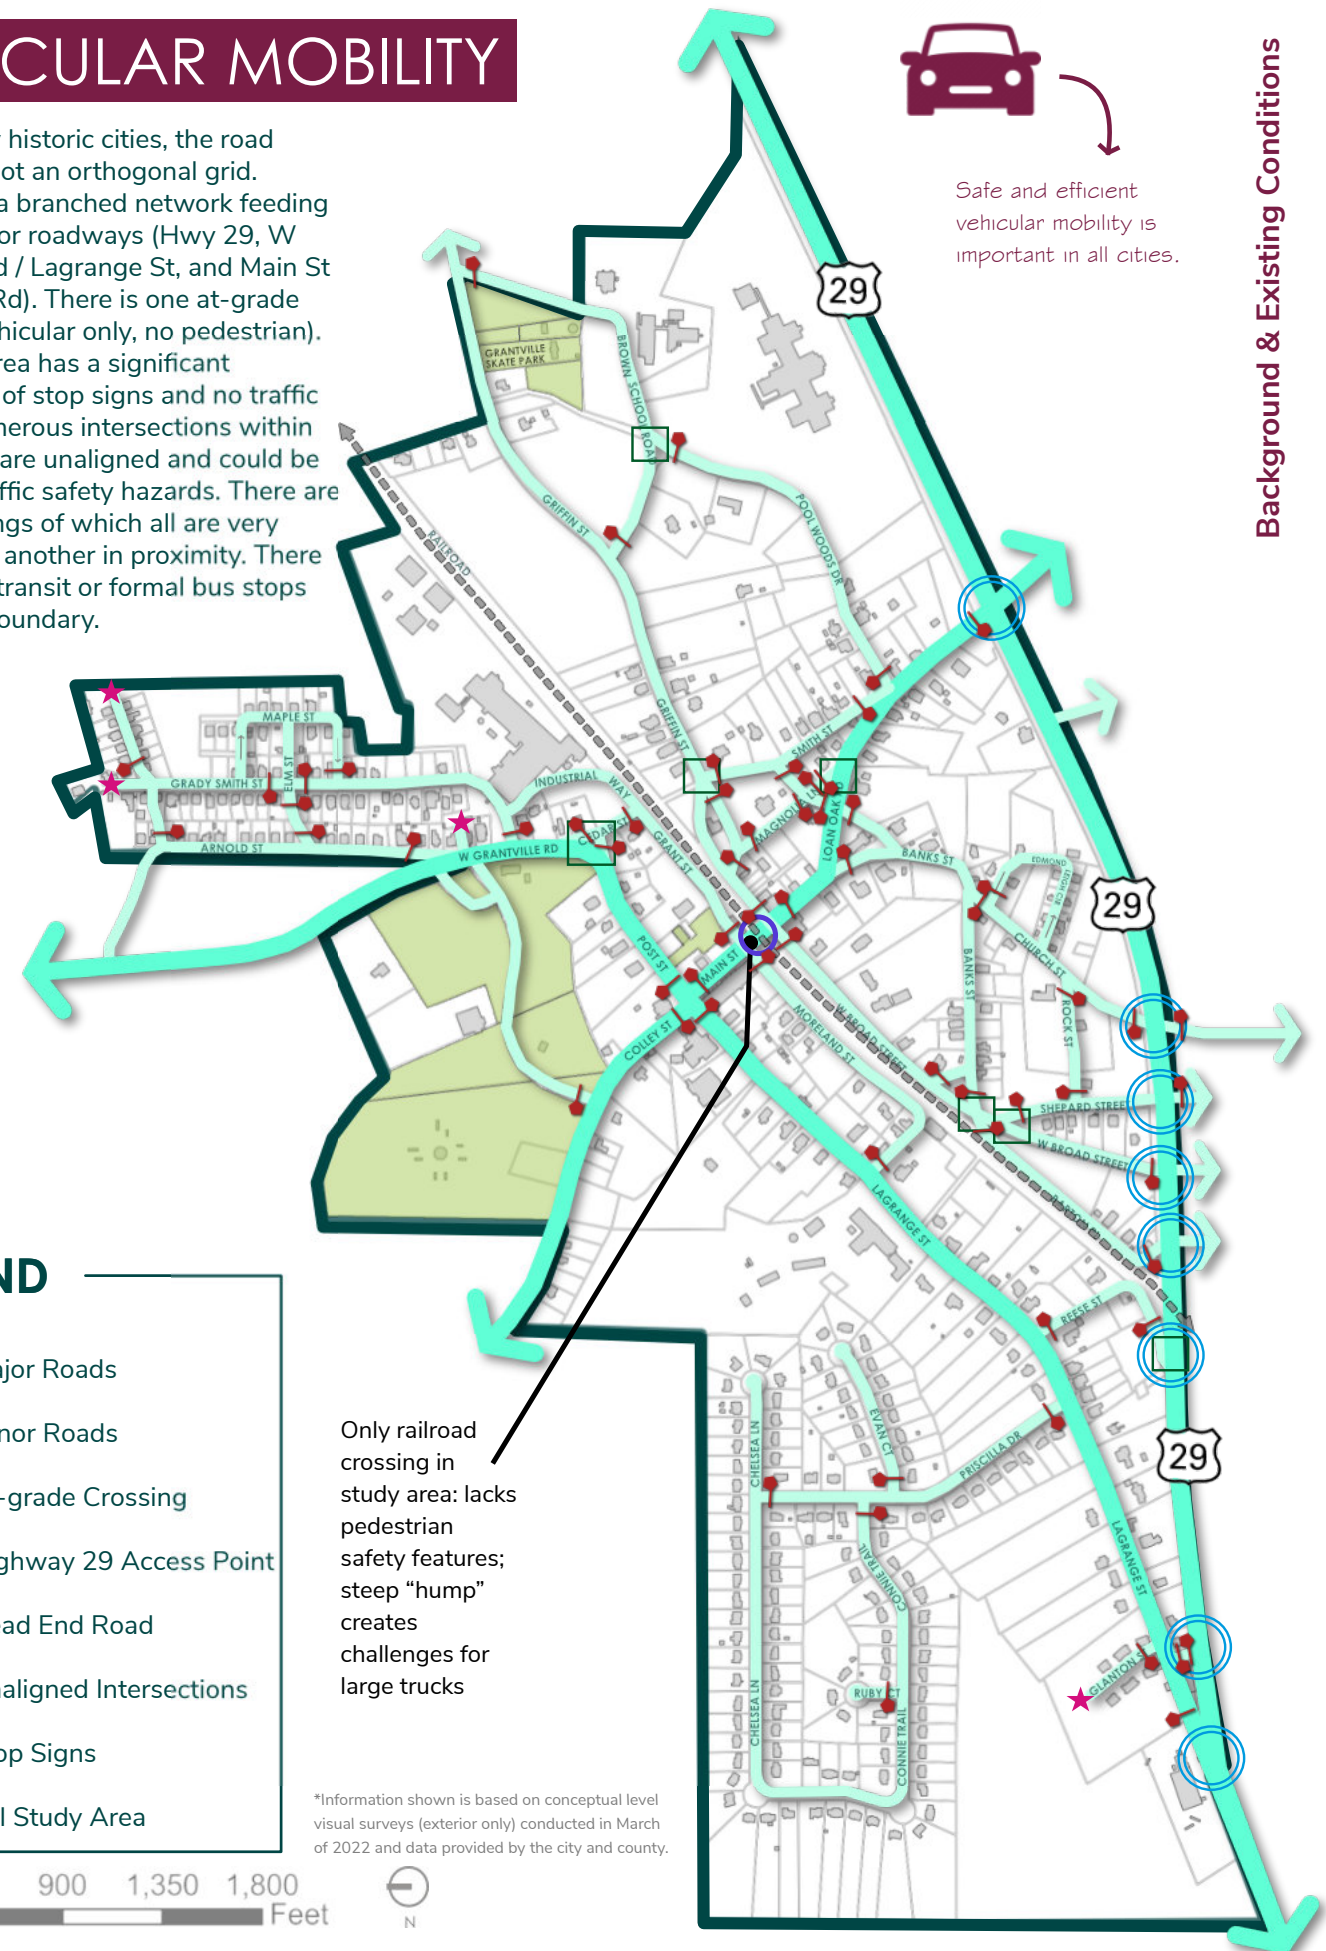 CULAR MOBILITY
historic cities, the road
ot an orthogonal grid.
a branched network feeding
or roadways (Hwy 29, W
d / Lagrange St, and Main St
Rd). There is one at-grade
hicular only, no pedestrian).
rea has a significant
of stop signs and no traffic
nerous intersections within
are unaligned and could be
ffic safety hazards. There are
ngs of which all are very
another in proximity. There
transit or formal bus stops
oundary.
Safe and efficient
vehicular mobility is
important in all cities.
Background & Existing Conditions
29
GRANTVILLE
SKATE PARK
BROWN SCHOOL ROAD
GRIFFIN ST
POOL WOODS DR
RAILROAD
GRIFFIN ST
SMITH ST
MAPLE ST
GRADY SMITH ST
ELM ST
ARNOLD ST
INDUSTRIAL WAY
W GRANTVILLE RD
CEDAR ST
GRANT ST
MAGNOLIA LN
LOAN OAK
BANKS ST
EDMOND
LEIGH CIR
29
CHURCH ST
BANKS ST
ROCK ST
POST ST
MAIN ST
COLLEY ST
MORELAND ST
W BROAD STREET
SHEPARD STREET
W BROAD STREET
LAGRANGE ST
REESE ST
29
EVAN CT
CHELSEA LN
PRISCILLA DR
LAGRANGE ST
CONNIE TRAIL
GLANTON S
RUBY CT
CHELSEA LN
CONNIE TRAIL
Only railroad
crossing in
study area: lacks
pedestrian
safety features;
steep “hump”
creates
challenges for
large trucks
ND
ajor Roads
nor Roads
-grade Crossing
ghway 29 Access Point
ead End Road
naligned Intersections
op Signs
l Study Area
*Information shown is based on conceptual level
visual surveys (exterior only) conducted in March
of 2022 and data provided by the city and county.
900 1,350 1,800
Feet
N